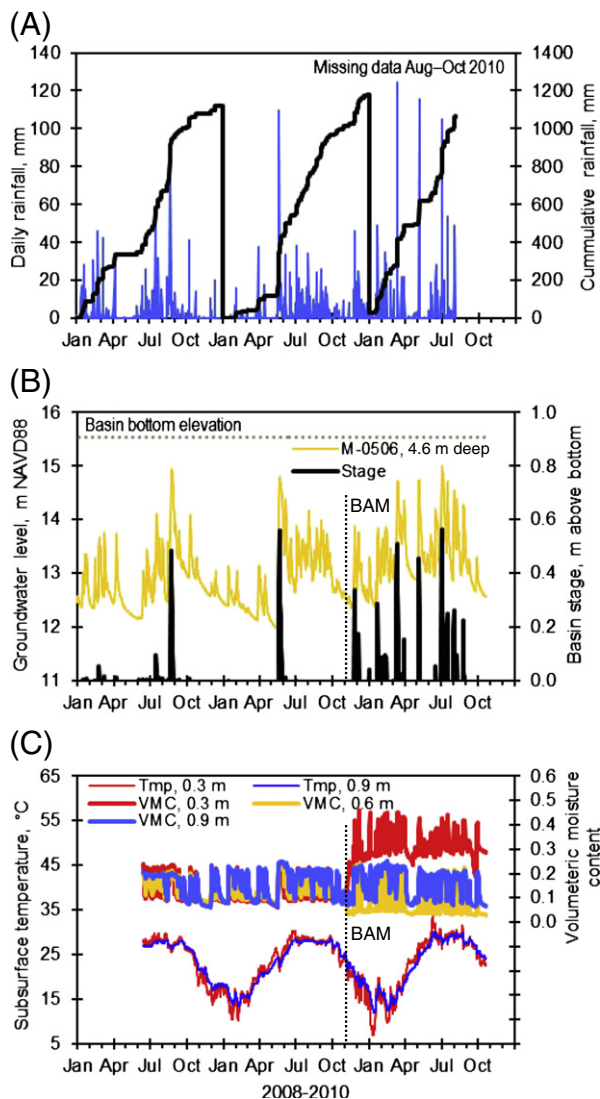 (A)
Missing data Aug–Oct 2010
Daily rainfall, mm
140
120
100
80
60
40
20
0
Cummulative rainfall, mm
1400
1200
1000
800
600
400
200
0
Jan Apr Jul Oct Jan Apr Jul Oct Jan Apr Jul Oct
(B)
Basin bottom elevation
M-0506, 4.6 m deep
Stage
BAM
Groundwater level, m NAVD88
16
15
14
13
12
11
Basin stage, m above bottom
1.0
0.8
0.6
0.4
0.2
0.0
Jan Apr Jul Oct Jan Apr Jul Oct Jan Apr Jul Oct
(C)
Tmp, 0.3 m Tmp, 0.9 m
VMC, 0.3 m VMC, 0.6 m
VMC, 0.9 m
BAM
Subsurface temperature, °C
65
55
45
35
25
15
5
Volumeteric moisture
content
0.6
0.5
0.4
0.3
0.2
0.1
0.0
Jan Apr Jul Oct Jan Apr Jul Oct Jan Apr Jul Oct
2008-2010